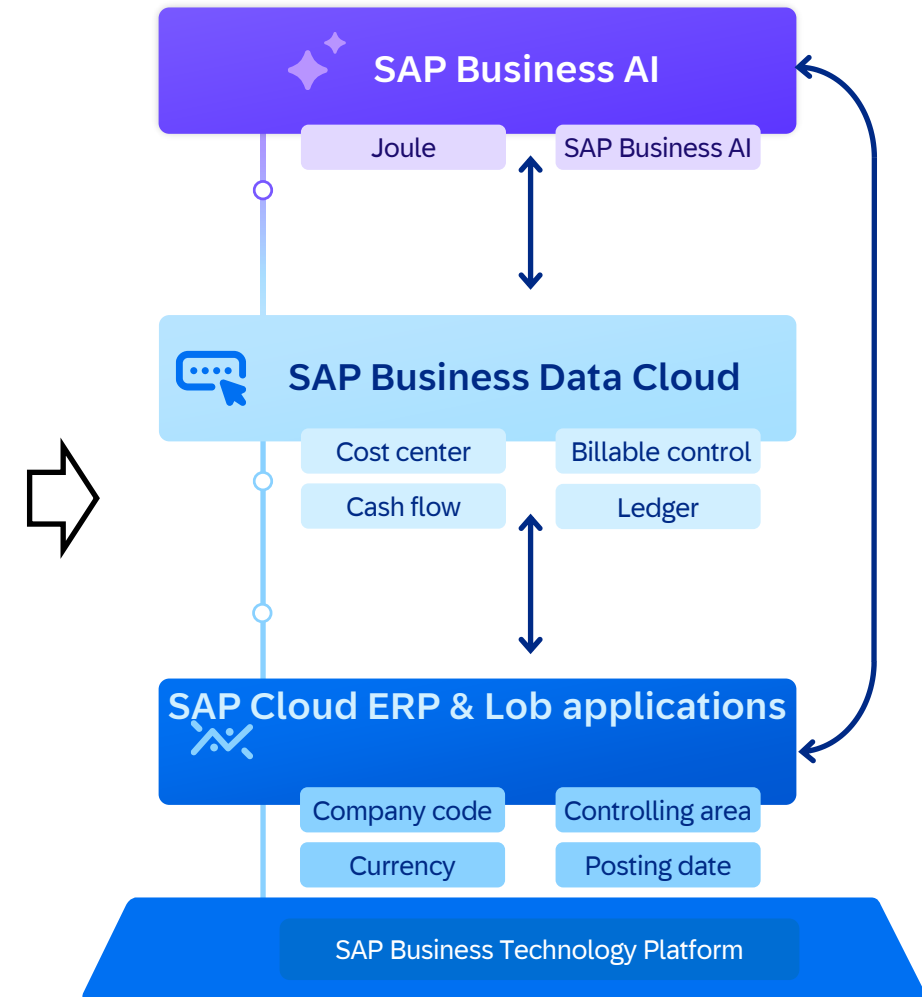 SAP Business AI
Joule
SAP Business AI
SAP Business Data Cloud
Cost center
Billable control
Cash flow
Ledger
SAP Cloud ERP & Lob applications
Company code
Controlling area
Currency
Posting date
SAP Business Technology Platform